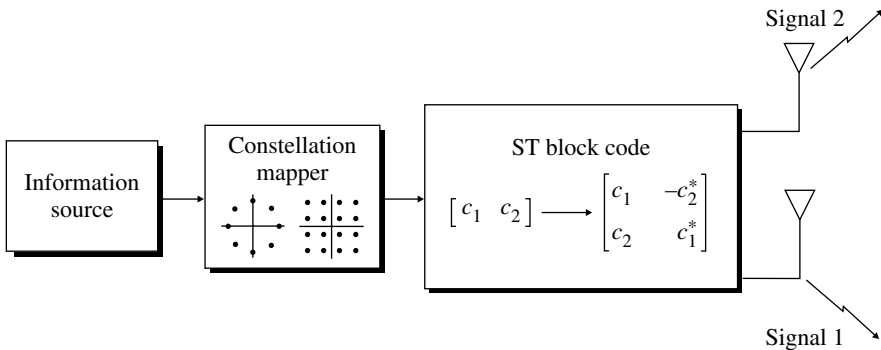 Signal 2
Information
source
Constellation
mapper
ST block code
[c₁ c₂]
[c₁ −c₂*
c₂ c₁*]
Signal 1